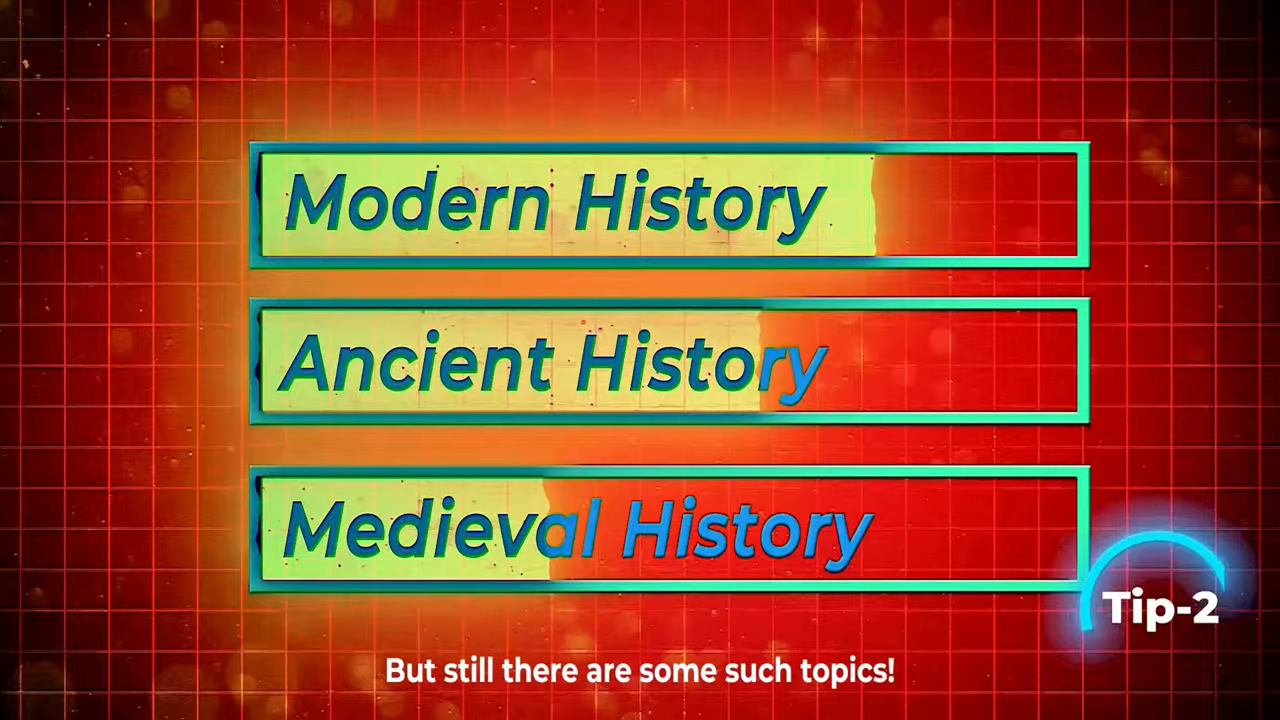 Modern History
Ancient History
Medieval History
Tip-2
But still there are some such topics!